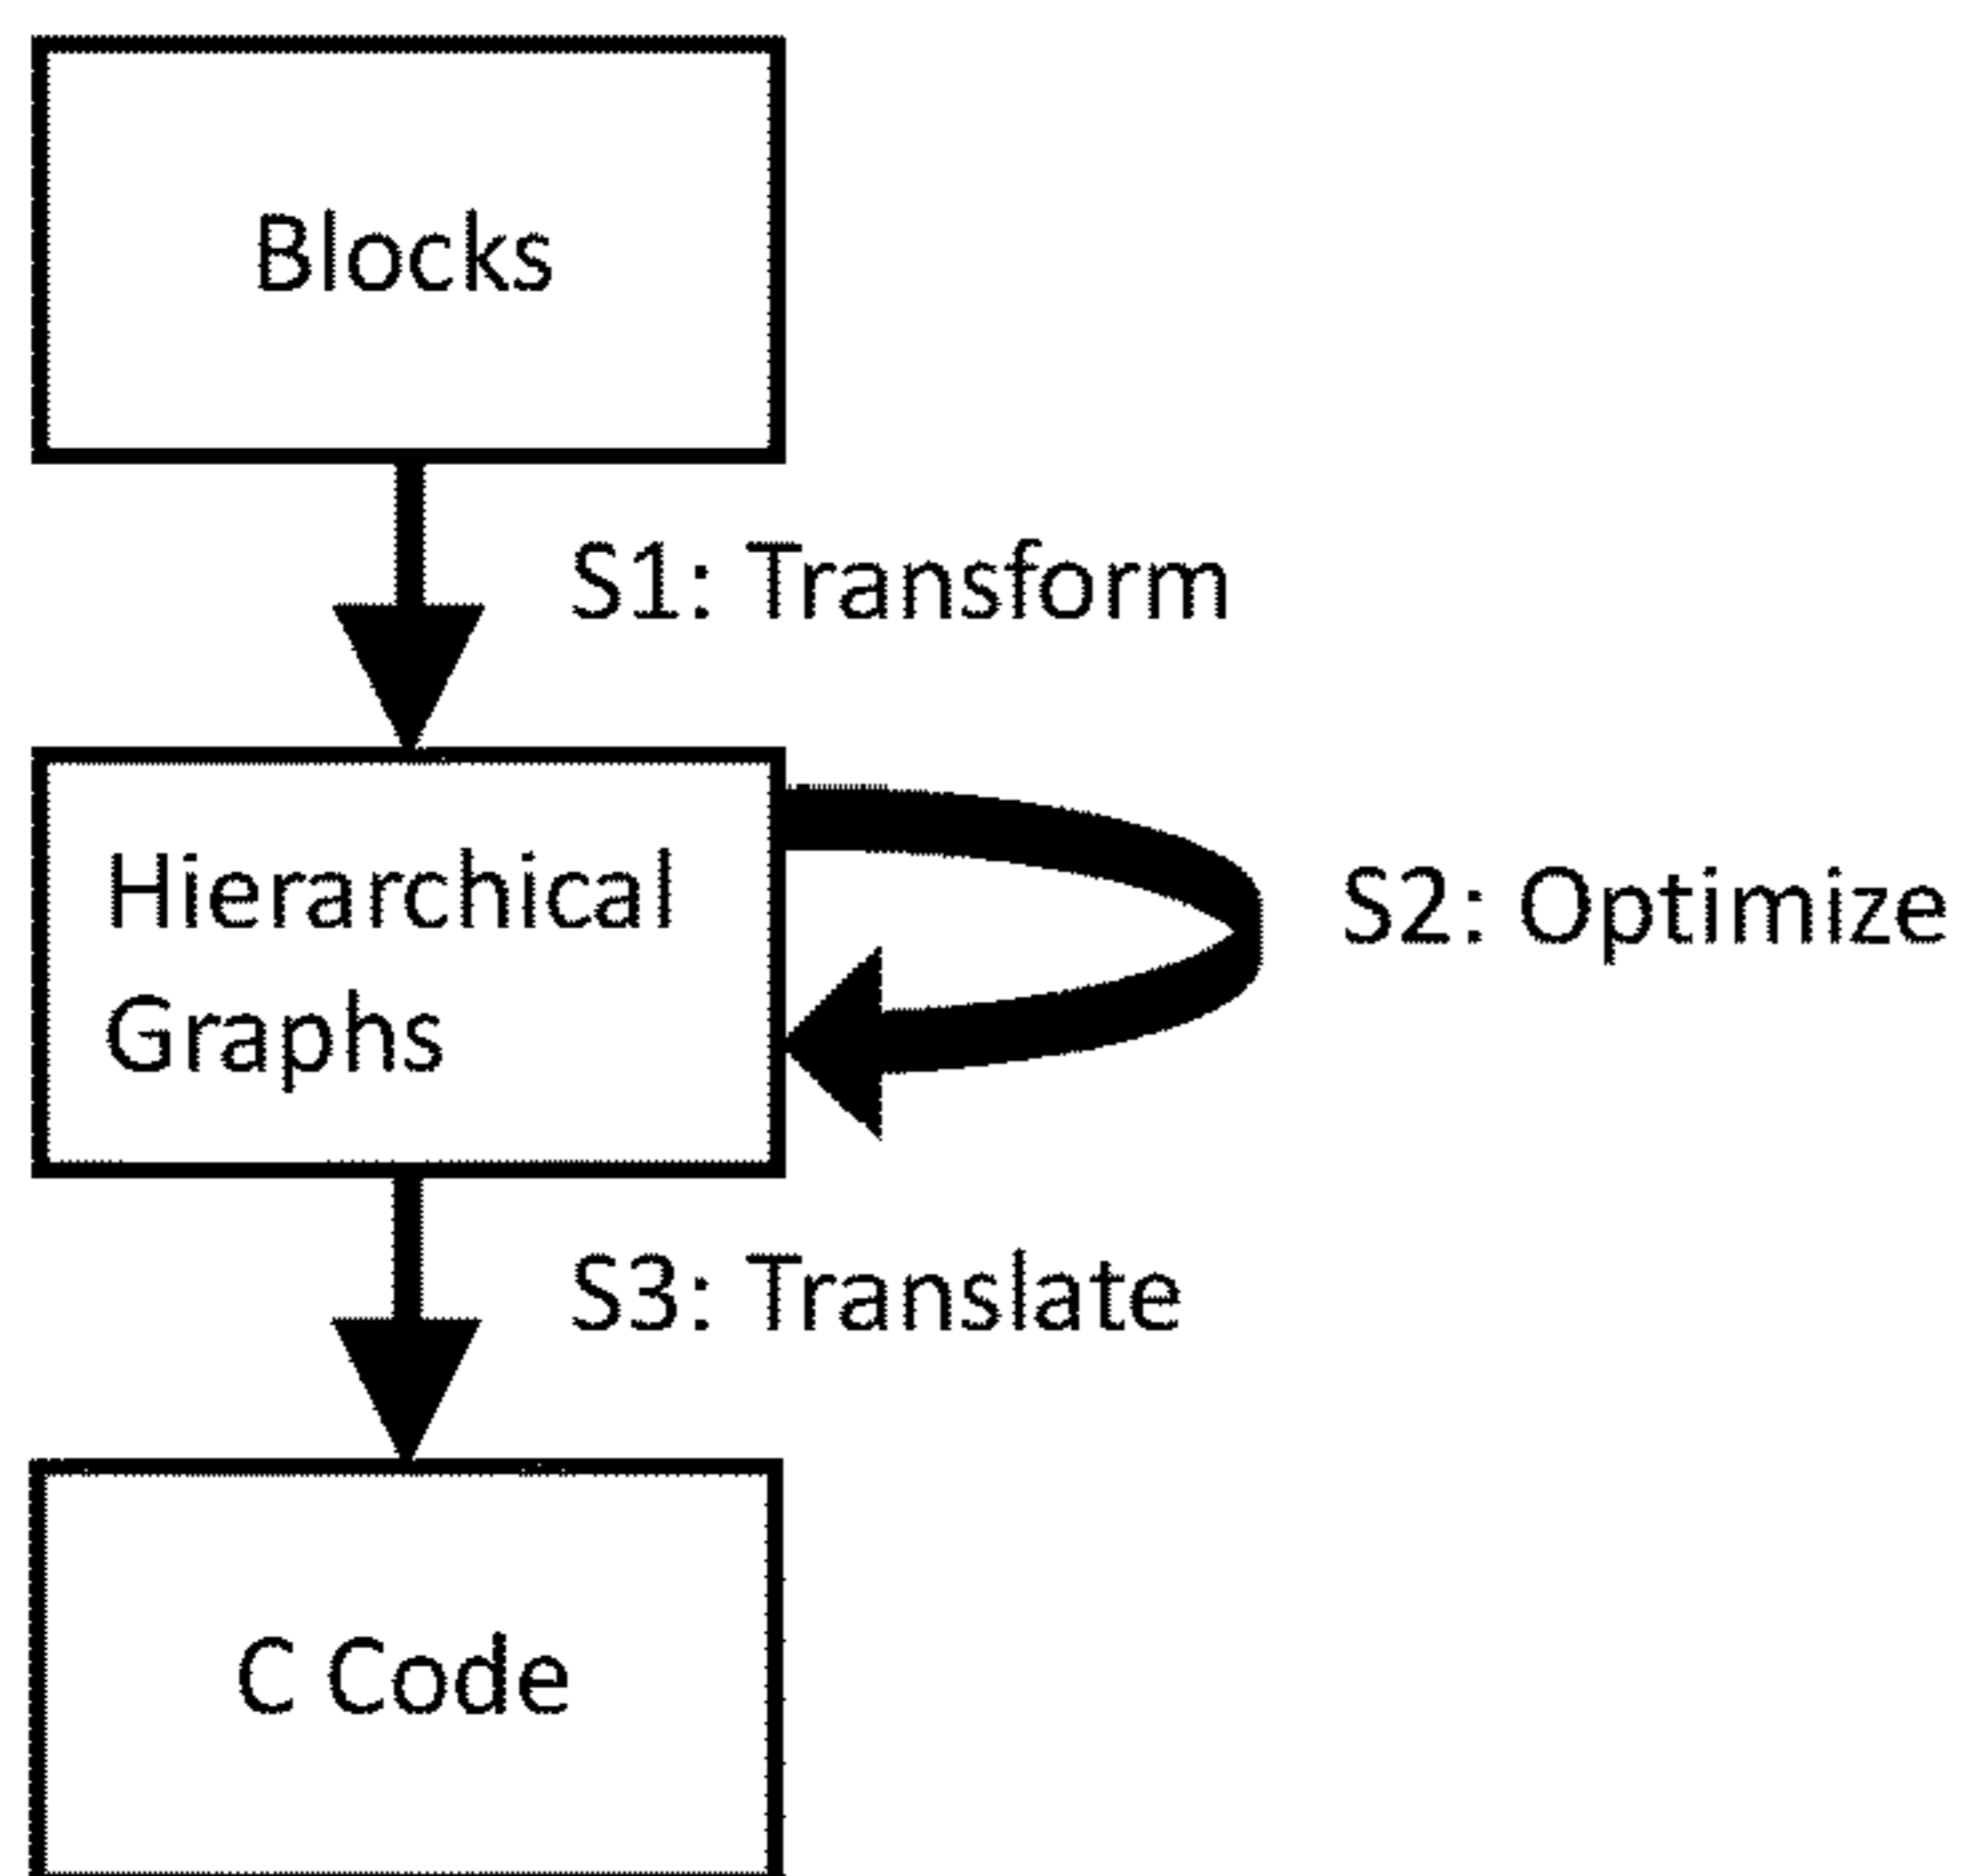 Blocks
S1: Transform
Hierarchical
Graphs
S2: Optimize
S3: Translate
C Code